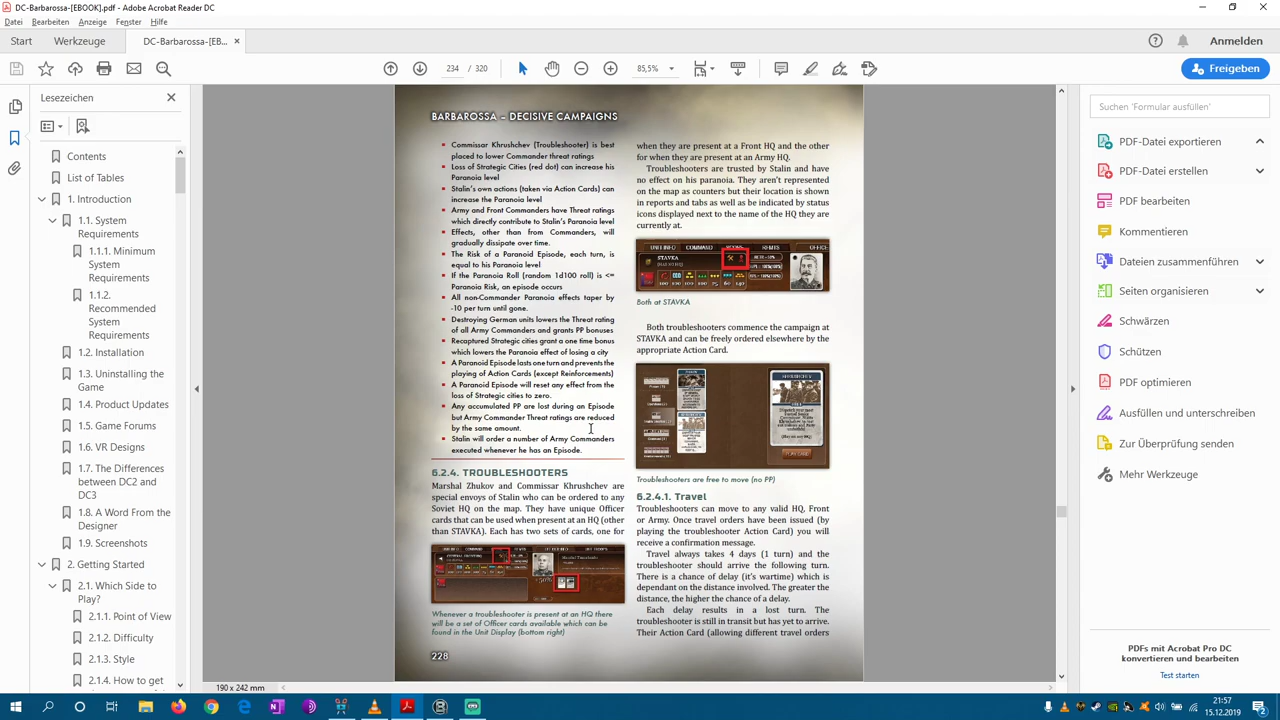 DC-Barbarossa-[EBOOK].pdf - Adobe Acrobat Reader DC
Datei Bearbeiten Anzeige Fenster Hilfe
Start Werkzeuge DC-Barbarossa-[EB... × Anmelden
234 / 320 85,5% Freigeben
Lesezeichen
Contents
List of Tables
1. Introduction
1.1. System
Requirements
1.1.1. Minimum
System
Requirements
1.1.2.
Recommended
System
Requirements
1.2. Installation
1.3. Uninstalling the
Game
1.4. Product Updates
1.5. Game Forums
1.6. VR Designs
1.7. The Differences
between DC2 and
DC3
1.8. A Word From the
Designer
1.9. Shoutouts
2. Getting Started
2.1. Which Side to
Play?
2.1.1. Point of View
2.1.2. Difficulty
2.1.3. Style
2.1.4. How to get
BARBAROSSA – DECISIVE CAMPAIGNS
Commissar Khrushchev (Troubleshooter) is best
placed to lower Commander threat ratings
Loss of Strategic Cities (red dot) can increase his
Paranoia level
Stalin's own actions (taken via Action Cards) can
increase the Paranoia level
Army and Front Commanders have Threat ratings
which directly contribute to Stalin's Paranoia level
Effects, other than from Commanders, will
gradually dissipate over time.
The Risk of a Paranoid Episode, each turn, is
equal to his Paranoia level
If the Paranoia Roll (random 1d100 roll) is <=
Paranoia Risk, an episode occurs
All non-Commander Paranoia effects taper by
-10 per turn until gone.
Destroying German units lowers the Threat rating
of all Army Commanders and grants PP bonuses
Recaptured Strategic cities grant a one time bonus
which lowers the Paranoia effect of losing a city
A Paranoid Episode lasts one turn and prevents the
playing of Action Cards (except Reinforcements)
A Paranoid Episode will reset any effect from the
loss of Strategic cities to zero.
Any accumulated PP are lost during an Episode
but Army Commander Threat ratings are reduced
by the same amount.
Stalin will order a number of Army Commanders
executed whenever he has an Episode.
6.2.4. TROUBLESHOOTERS
Marshal Zhukov and Commissar Khrushchev are
special envoys of Stalin who can be ordered to any
Soviet HQ on the map. They have unique Officer
cards that can be used when present at an HQ (other
than STAVKA). Each has two sets of cards, one for
Whenever a troubleshooter is present at an HQ there
will be a set of Officer cards available which can be
found in the Unit Display (bottom right)
228
when they are present at a Front HQ and the other
for when they are present at an Army HQ.
Troubleshooters are trusted by Stalin and have
no effect on his paranoia. They aren't represented
on the map as counters but their location is shown
in reports and tabs as well as indicated by status
icons displayed next to the name of the HQ they are
currently at.
STAVKA
Both at STAVKA
Both troubleshooters commence the campaign at
STAVKA and can be freely ordered elsewhere by the
appropriate Action Card.
KHRUSHCHEV
PLAY CARD
Troubleshooters are free to move (no PP)
6.2.4.1. Travel
Troubleshooters can move to any valid HQ, Front
or Army. Once travel orders have been issued (by
playing the troubleshooter Action Card) you will
receive a confirmation message.
Travel always takes 4 days (1 turn) and the
troubleshooter should arrive the following turn.
There is a chance of delay (it's wartime) which is
dependant on the distance involved. The greater the
distance, the higher the chance of a delay.
Each delay results in a lost turn. The
troubleshooter is still in transit but has yet to arrive.
Their Action Card (allowing different travel orders
190 x 242 mm
Suchen 'Formular ausfüllen'
PDF-Datei exportieren
PDF-Datei erstellen
PDF bearbeiten
Kommentieren
Dateien zusammenführen
Seiten organisieren
Schwärzen
Schützen
PDF optimieren
Ausfüllen und unterschreiben
Zur Überprüfung senden
Mehr Werkzeuge
PDFs mit Acrobat Pro DC
konvertieren und bearbeiten
Test starten
21:57
15.12.2019